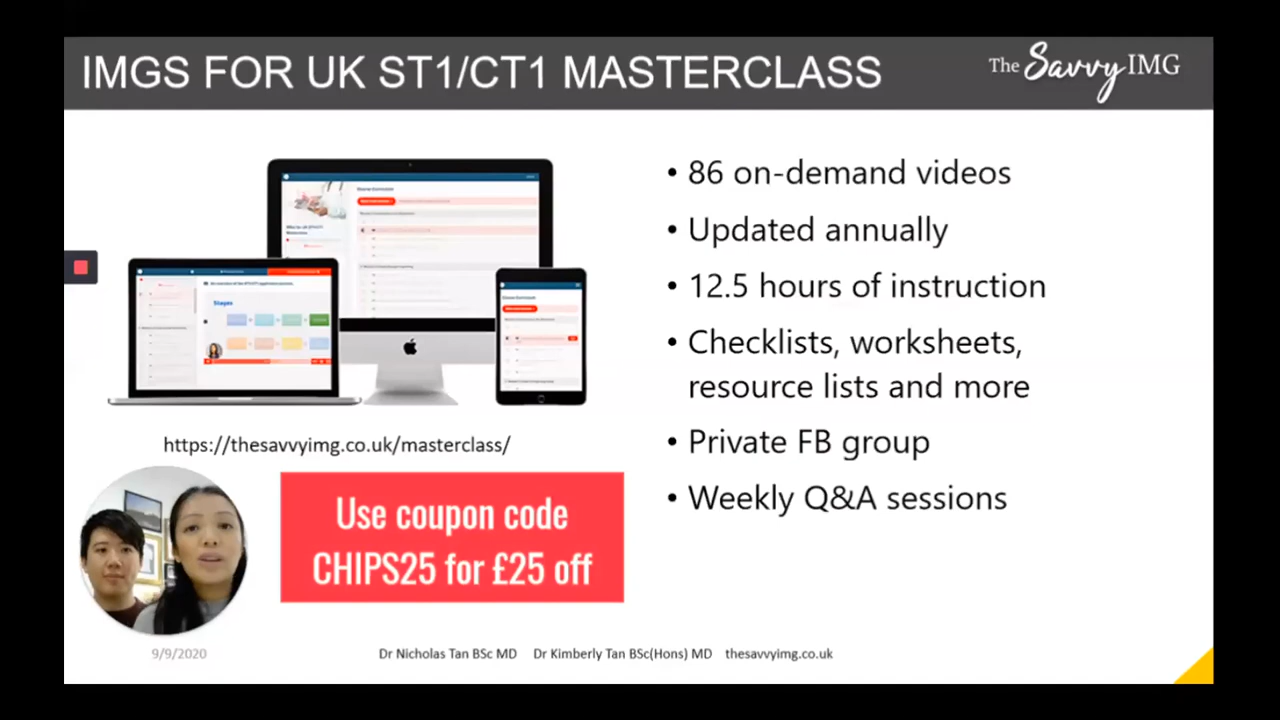 IMGS FOR UK ST1/CT1 MASTERCLASS
The Savvy IMG
• 86 on-demand videos
• Updated annually
• 12.5 hours of instruction
• Checklists, worksheets,
resource lists and more
• Private FB group
• Weekly Q&A sessions
Stages
https://thesavvyimg.co.uk/masterclass/
Use coupon code
CHIPS25 for £25 off
9/9/2020
Dr Nicholas Tan BSc MD Dr Kimberly Tan BSc(Hons) MD thesavvyimg.co.uk